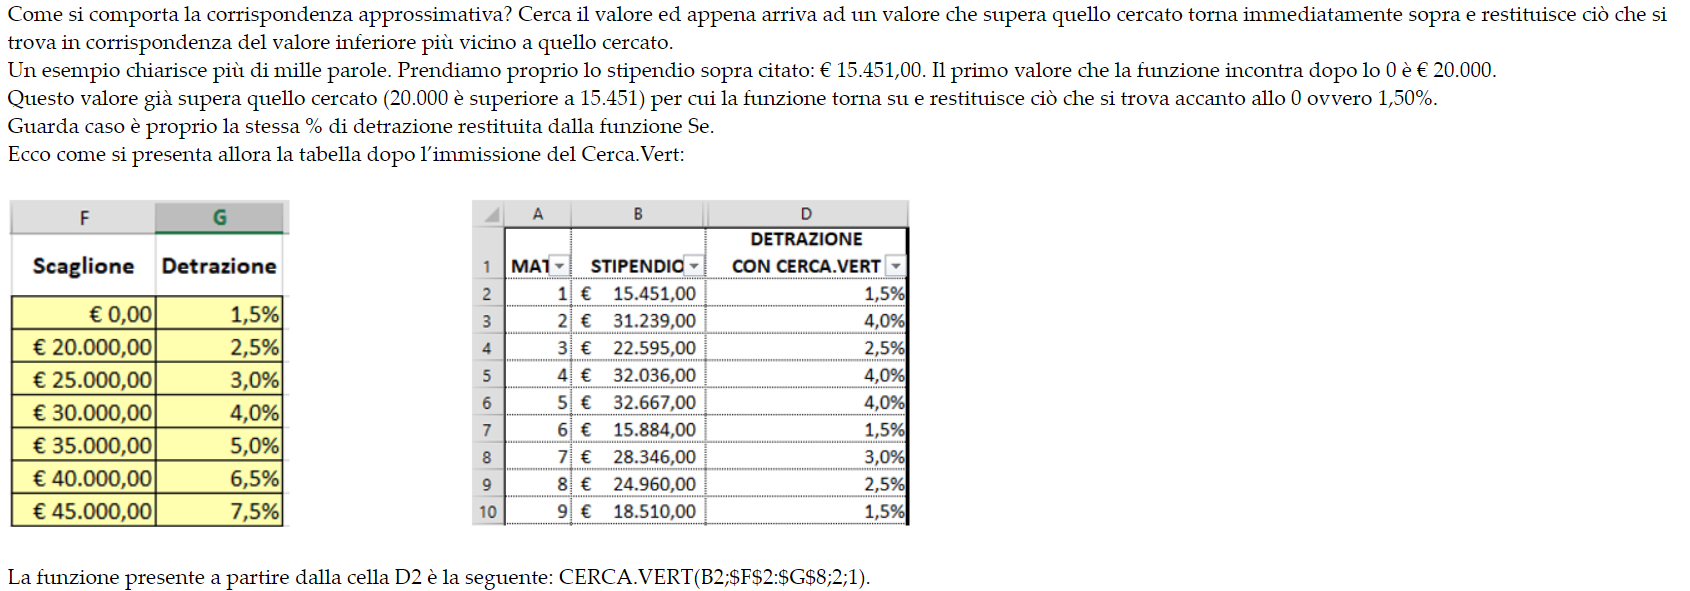 Come si comporta la corrispondenza approssimativa? Cerca il valore ed appena arriva ad un valore che supera quello cercato torna immediatamente sopra e restituisce ciò che si
trova in corrispondenza del valore inferiore più vicino a quello cercato.
Un esempio chiarisce più di mille parole. Prendiamo proprio lo stipendio sopra citato: € 15.451,00. Il primo valore che la funzione incontra dopo lo 0 è € 20.000.
Questo valore già supera quello cercato (20.000 è superiore a 15.451) per cui la funzione torna su e restituisce ciò che si trova accanto allo 0 ovvero 1,50%.
Guarda caso è proprio la stessa % di detrazione restituita dalla funzione Se.
Ecco come si presenta allora la tabella dopo l'immissione del Cerca.Vert:
F G
Scaglione Detrazione
€ 0,00 1,5%
€ 20.000,00 2,5%
€ 25.000,00 3,0%
€ 30.000,00 4,0%
€ 35.000,00 5,0%
€ 40.000,00 6,5%
€ 45.000,00 7,5%
A B D
DETRAZIONE
1 MAT STIPENDIO CON CERCA.VERT
2 1 € 15.451,00 1,5%
3 2 € 31.239,00 4,0%
4 3 € 22.595,00 2,5%
5 4 € 32.036,00 4,0%
6 5 € 32.667,00 4,0%
7 6 € 15.884,00 1,5%
8 7 € 28.346,00 3,0%
9 8 € 24.960,00 2,5%
10 9 € 18.510,00 1,5%
La funzione presente a partire dalla cella D2 è la seguente: CERCA.VERT(B2;$F$2:$G$8;2;1).